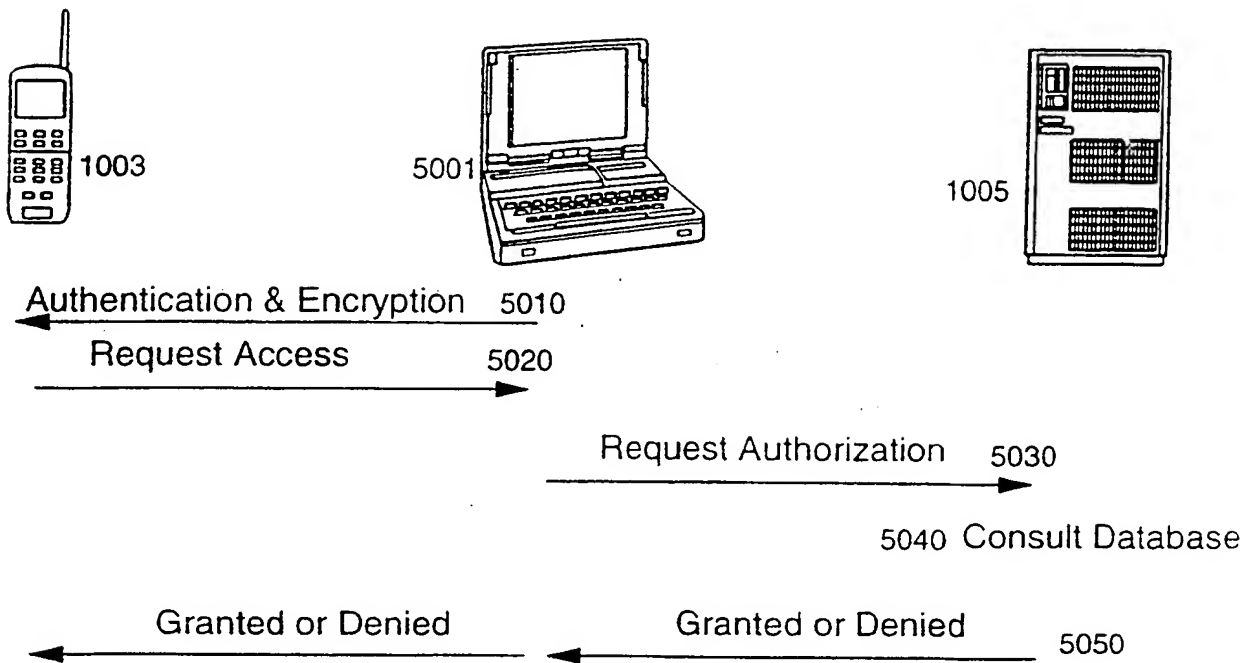 1003
5001
1005
Authentication & Encryption 5010
Request Access 5020
Request Authorization 5030
5040 Consult Database
Granted or Denied Granted or Denied 5050